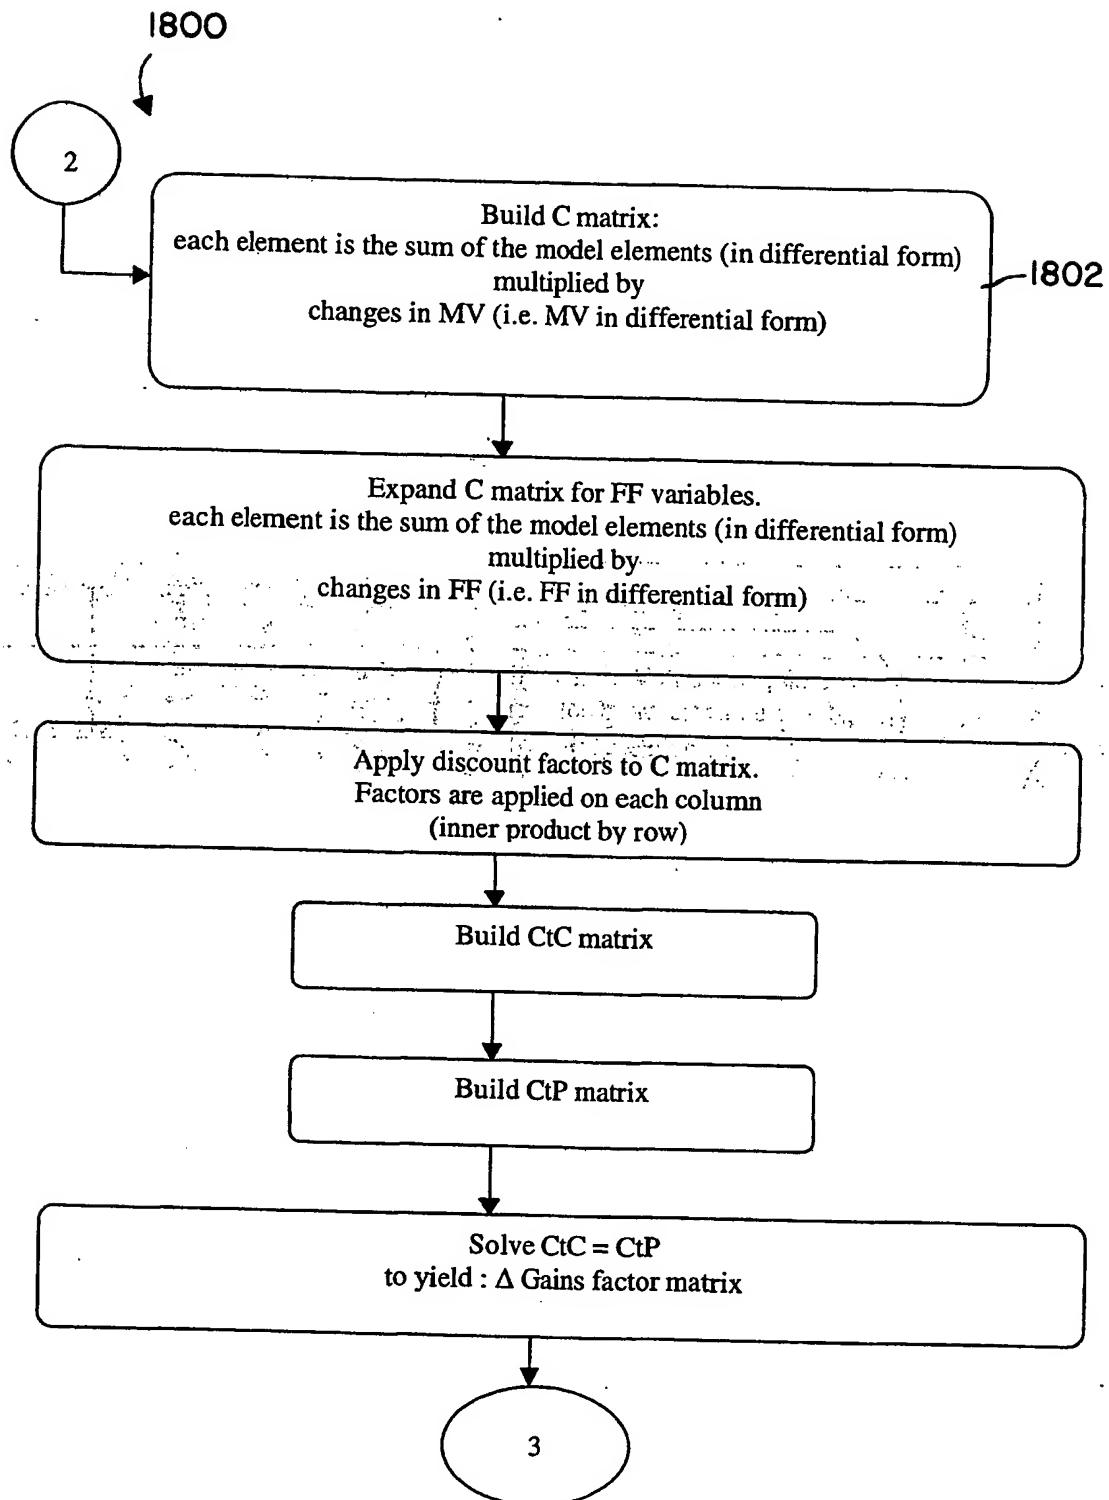 1800
2
Build C matrix:
each element is the sum of the model elements (in differential form)
multiplied by
changes in MV (i.e. MV in differential form)
1802
Expand C matrix for FF variables.
each element is the sum of the model elements (in differential form)
multiplied by
changes in FF (i.e. FF in differential form)
Apply discount factors to C matrix.
Factors are applied on each column
(inner product by row)
Build CtC matrix
Build CtP matrix
Solve CtC = CtP
to yield : Δ Gains factor matrix
3